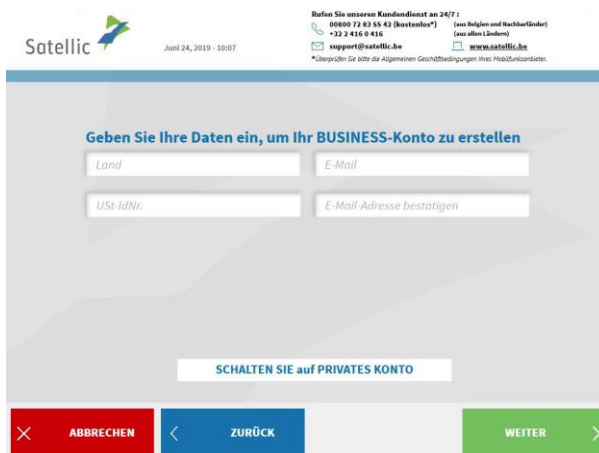 Satellic
Juni 24, 2019 - 10:07
Rufen Sie unseren Kundendienst an 24/7 :
00800 72 83 55 42 (kostenlos*) (aus Belgien und Nachbarländer)
+32 2 416 0 416 (aus allen Ländern)
support@satellic.be www.satellic.be
*Überprüfen Sie bitte die Allgemeinen Geschäftbedingungen ihres Mobilfunkanbieter.
Geben Sie Ihre Daten ein, um Ihr BUSINESS-Konto zu erstellen
Land E-Mail
USt-IdNr. E-Mail-Adresse bestätigen
SCHALTEN SIE auf PRIVATES KONTO
ABBRECHEN ZURÜCK WEITER